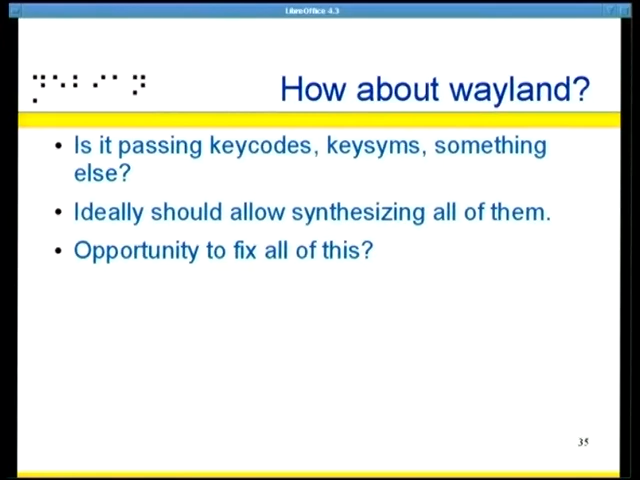 LibreOffice 4.3
How about wayland?
• Is it passing keycodes, keysyms, something
else?
• Ideally should allow synthesizing all of them.
• Opportunity to fix all of this?
35